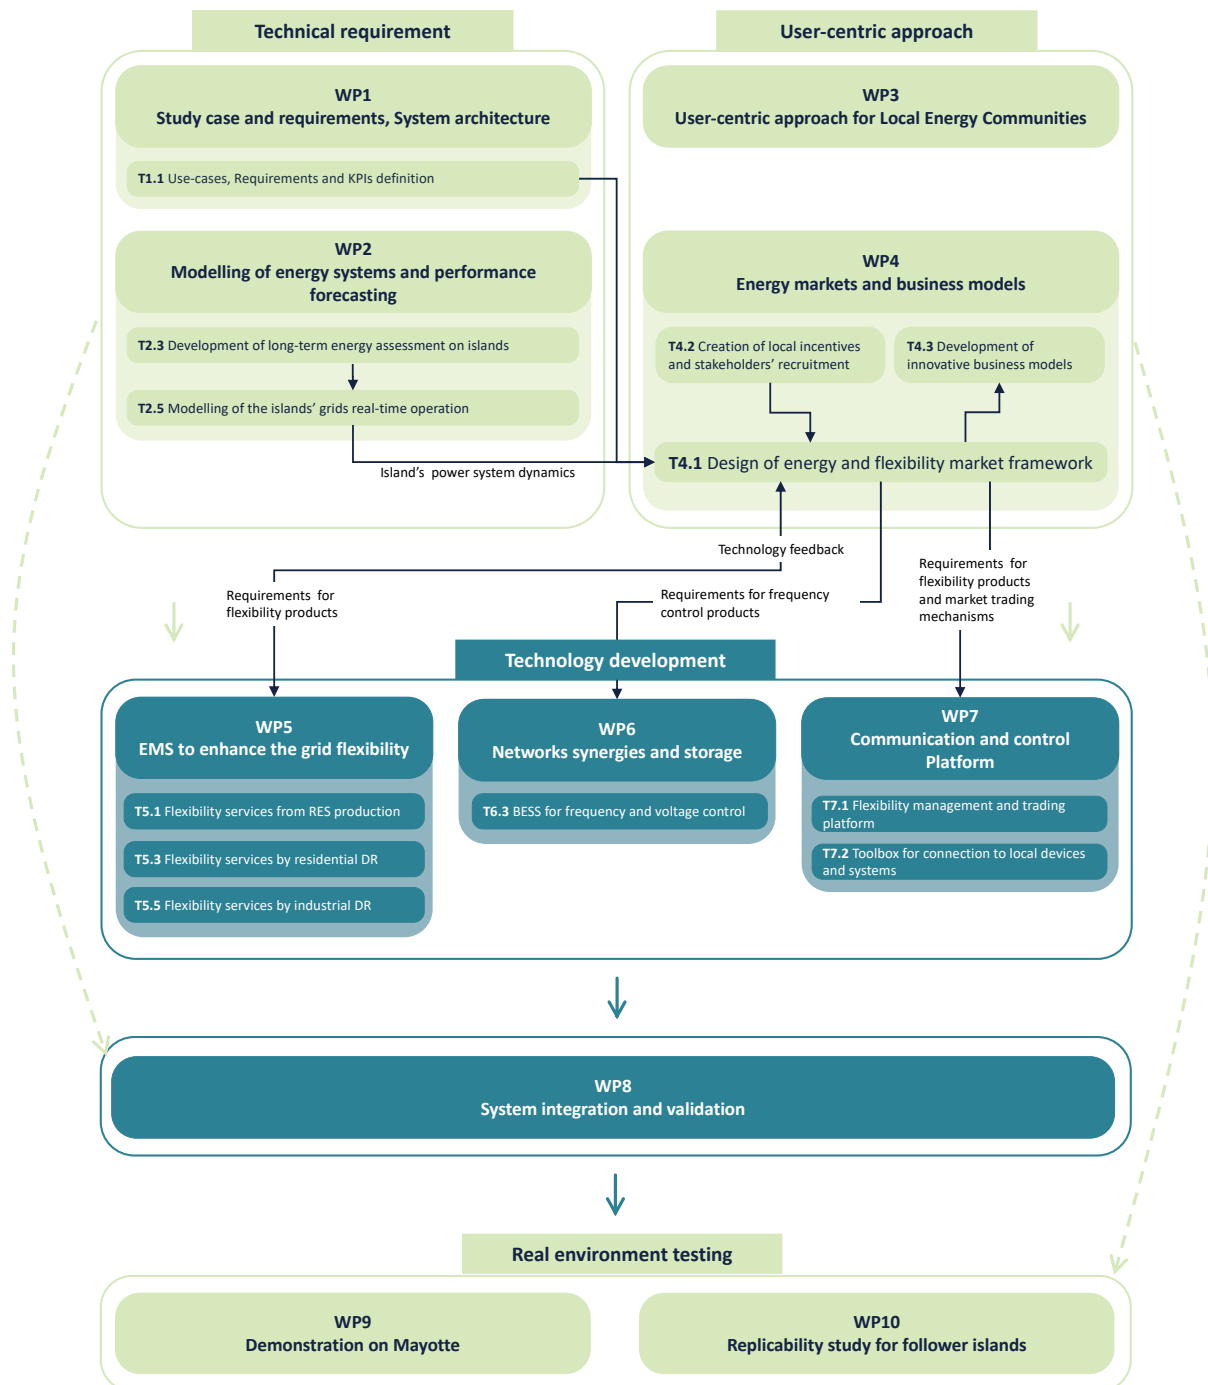 Technical requirement
WP1
Study case and requirements, System architecture
T1.1 Use-cases, Requirements and KPIs definition
WP2
Modelling of energy systems and performance
forecasting
T2.3 Development of long-term energy assessment on islands
T2.5 Modelling of the islands' grids real-time operation
Island's power system dynamics
User-centric approach
WP3
User-centric approach for Local Energy Communities
WP4
Energy markets and business models
T4.2 Creation of local incentives
and stakeholders' recruitment
T4.3 Development of
innovative business models
T4.1 Design of energy and flexibility market framework
Technology feedback
Requirements for
flexibility products
Requirements for frequency
control products
Requirements for
flexibility products
and market trading
mechanisms
Technology development
WP5
EMS to enhance the grid flexibility
T5.1 Flexibility services from RES production
T5.3 Flexibility services by residential DR
T5.5 Flexibility services by industrial DR
WP6
Networks synergies and storage
T6.3 BESS for frequency and voltage control
WP7
Communication and control
Platform
T7.1 Flexibility management and trading
platform
T7.2 Toolbox for connection to local devices
and systems
WP8
System integration and validation
Real environment testing
WP9
Demonstration on Mayotte
WP10
Replicability study for follower islands